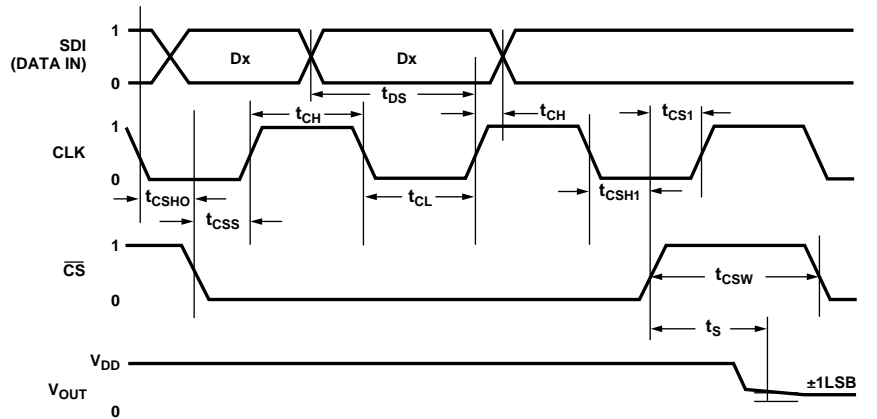 SDI
(DATA IN)
1
0
Dx
Dx
tDS
tCH
tCH
tCS1
CLK
1
0
tCSHO
tCSS
tCL
tCSH1
CS
1
0
tCSW
tS
VDD
VOUT
0
±1LSB